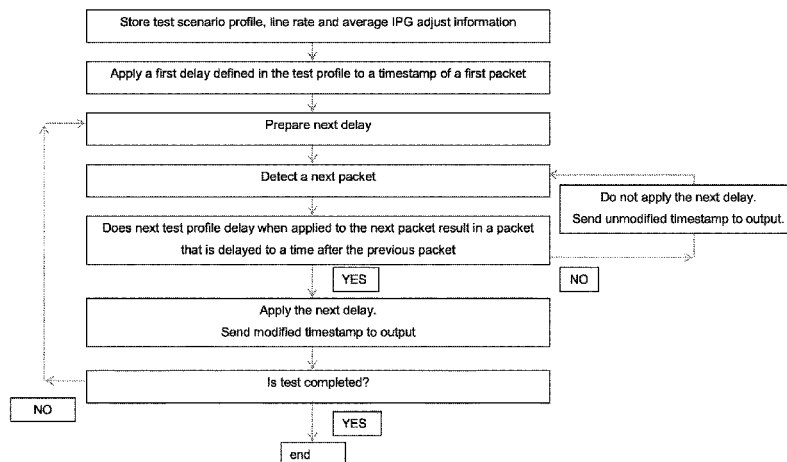 Store test scenario profile, line rate and average IPG adjust information
Apply a first delay defined in the test profile to a timestamp of a first packet
Prepare next delay
Detect a next packet
Do not apply the next delay.
Send unmodified timestamp to output.
Does next test profile delay when applied to the next packet result in a packet
that is delayed to a time after the previous packet
YES
NO
Apply the next delay.
Send modified timestamp to output
Is test completed?
NO
YES
end